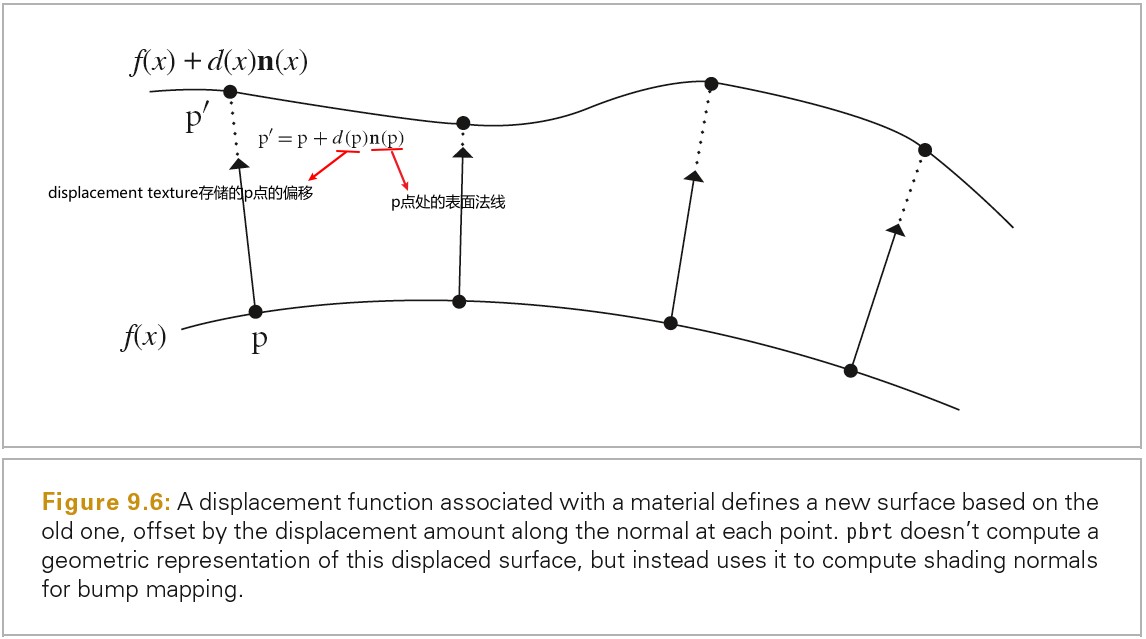 f(x) + d(x)n(x)
p′
p′ = p + d(p)n(p)
displacement texture存储的p点的偏移
p点处的表面法线
f(x)
p
Figure 9.6: A displacement function associated with a material defines a new surface based on the
old one, offset by the displacement amount along the normal at each point. pbrt doesn’t compute a
geometric representation of this displaced surface, but instead uses it to compute shading normals
for bump mapping.